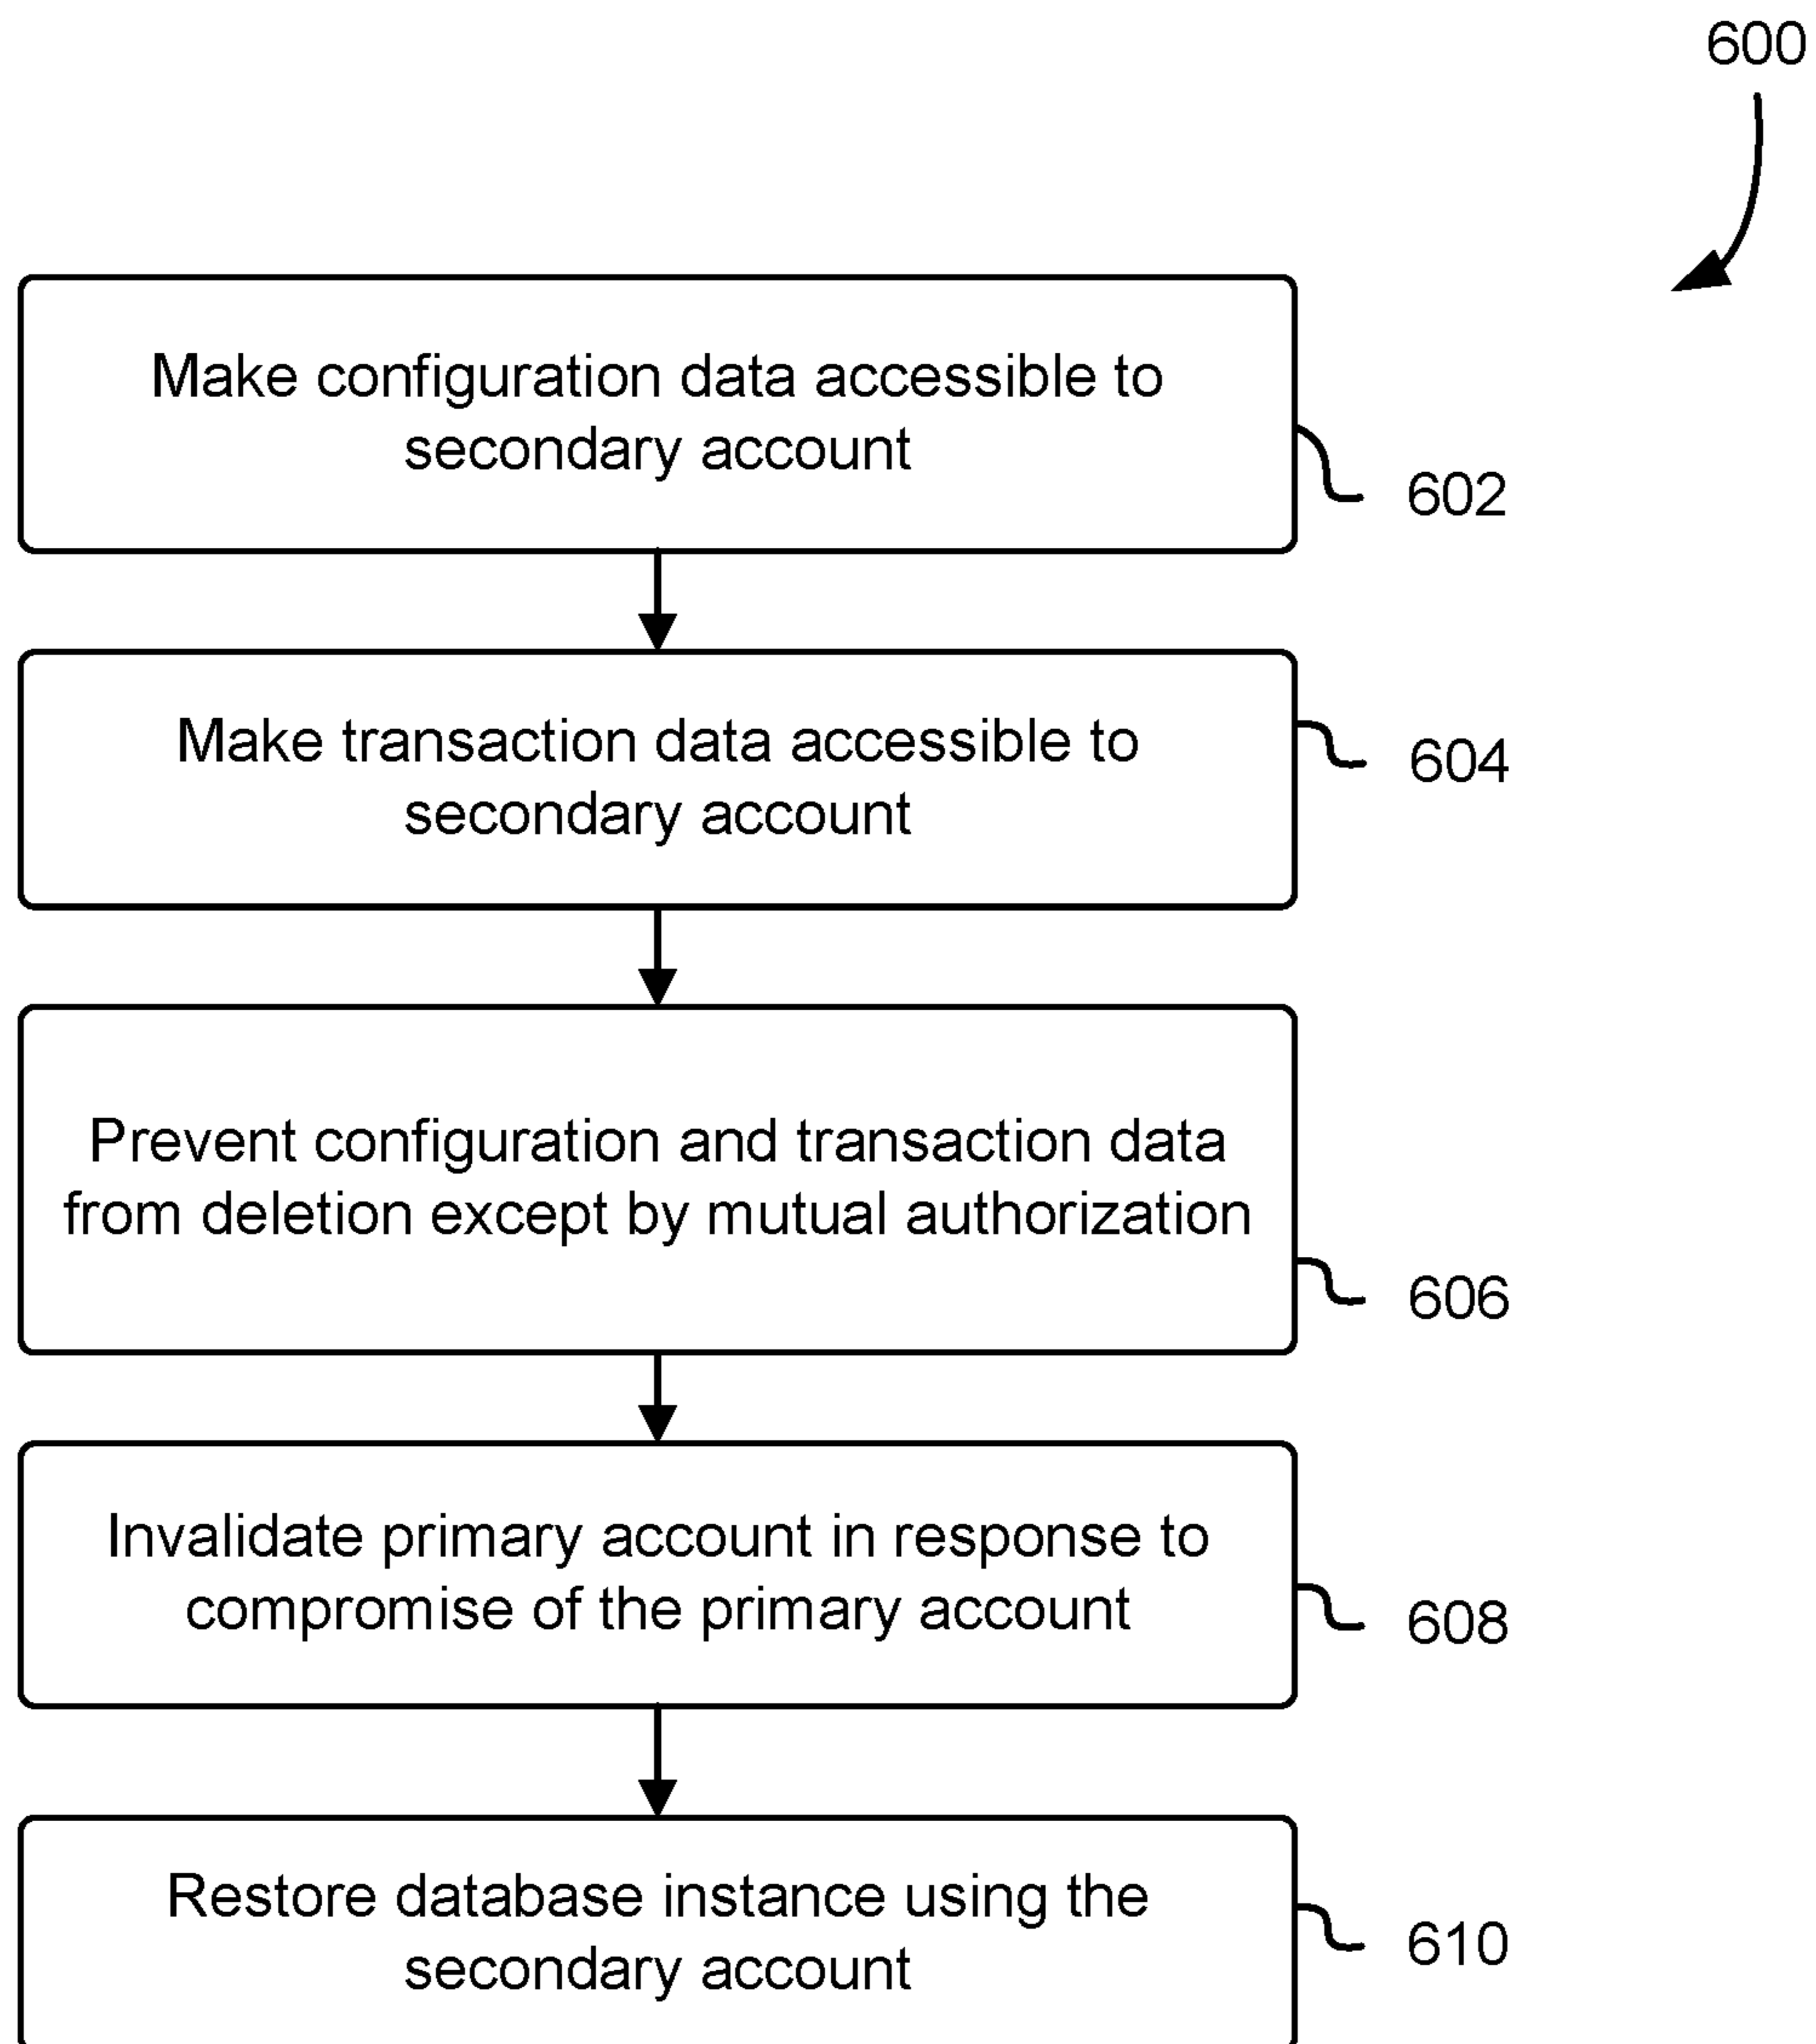 600
Make configuration data accessible to
secondary account
602
Make transaction data accessible to
secondary account
604
Prevent configuration and transaction data
from deletion except by mutual authorization
606
Invalidate primary account in response to
compromise of the primary account
608
Restore database instance using the
secondary account
610